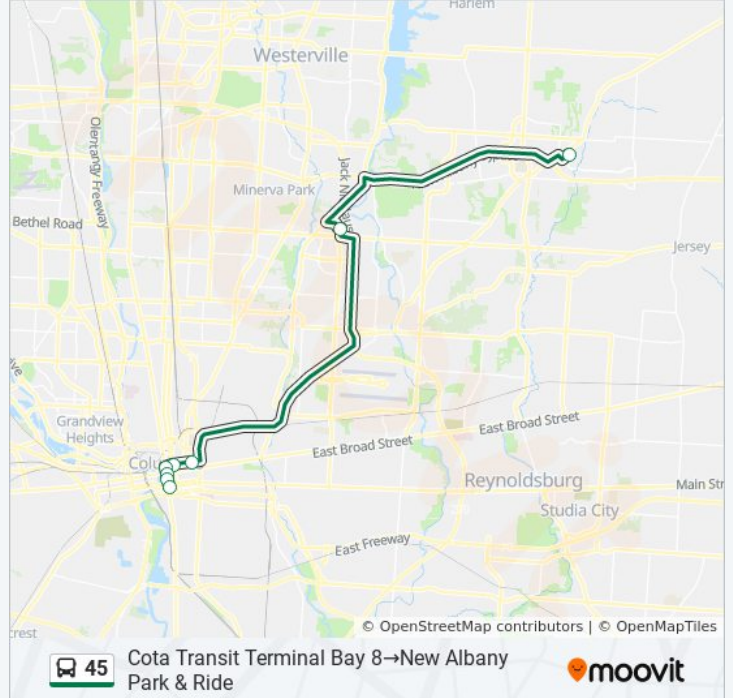 Harlem
Westerville
Olentangy Freeway
Jack N
aus
Minerva Park
Bethel Road
Jersey
Grandview
Heights
East Broad Street
East Broad Street
Colu
Reynoldsburg
Main Str
Studia City
East Freeway
crest
© OpenStreetMap contributors | © OpenMapTiles
45
Cota Transit Terminal Bay 8→New Albany
Park & Ride
moovit